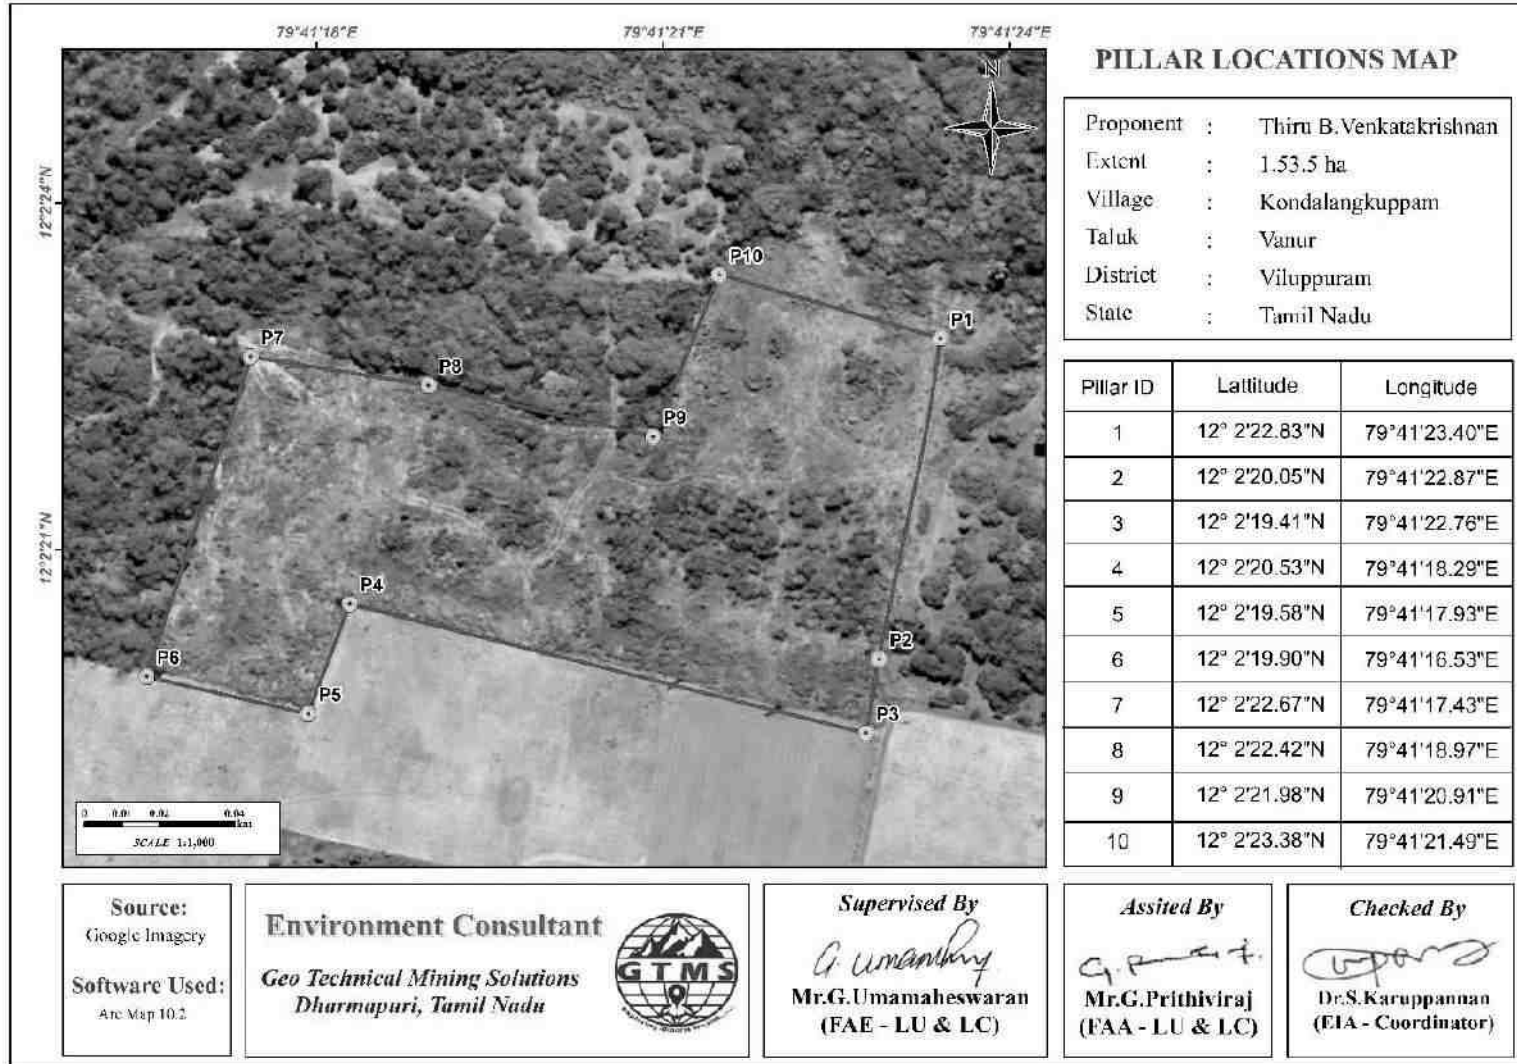 79°41'18"E 79°41'21"E 79°41'24"E
12°2'24"N
12°2'21"N
N
P10
P1
P7
P8
P9
P4
P2
P6
P5
P3
0 0.01 0.02 0.04
km
SCALE 1:1,000
PILLAR LOCATIONS MAP
Proponent : Thiru B.Venkatakrishnan
Extent : 1.53.5 ha
Village : Kondalangkuppam
Taluk : Vanur
District : Viluppuram
State : Tamil Nadu
Pillar ID Lattitude Longitude
1 12° 2'22.83"N 79°41'23.40"E
2 12° 2'20.05"N 79°41'22.87"E
3 12° 2'19.41"N 79°41'22.76"E
4 12° 2'20.53"N 79°41'18.29"E
5 12° 2'19.58"N 79°41'17.93"E
6 12° 2'19.90"N 79°41'16.53"E
7 12° 2'22.67"N 79°41'17.43"E
8 12° 2'22.42"N 79°41'18.97"E
9 12° 2'21.98"N 79°41'20.91"E
10 12° 2'23.38"N 79°41'21.49"E
Source:
Google Imagery
Software Used:
Arc Map 10.2
Environment Consultant
Geo Technical Mining Solutions
Dharmapuri, Tamil Nadu
GTMS
Supervised By
Mr.G.Umamaheswaran
(FAE - LU & LC)
Assited By
Mr.G.Prithiviraj
(FAA - LU & LC)
Checked By
Dr.S.Karuppannan
(EIA - Coordinator)